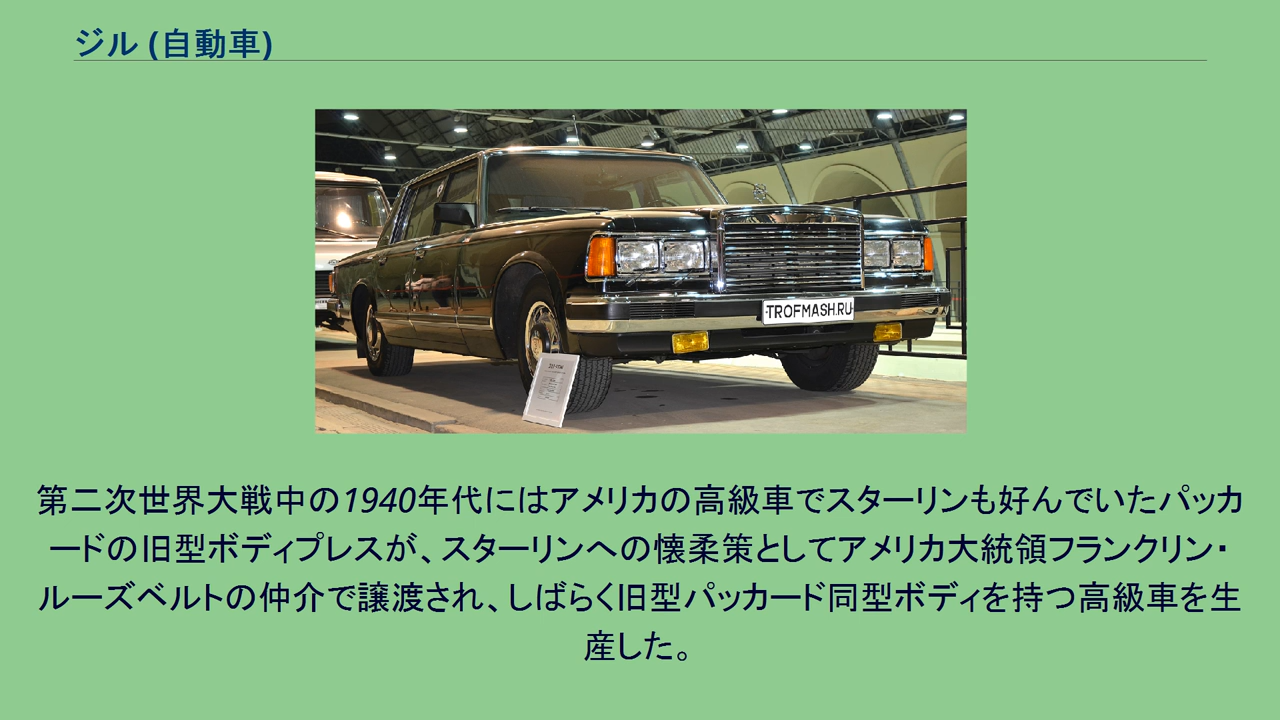 ジル (自動車)
TROFMASH.RU
第二次世界大戦中の1940年代にはアメリカの高級車でスターリンも好んでいたパッカ
ードの旧型ボディプレスが、スターリンへの懐柔策としてアメリカ大統領フランクリン・
ルーズベルトの仲介で譲渡され、しばらく旧型パッカード同型ボディを持つ高級車を生
産した。